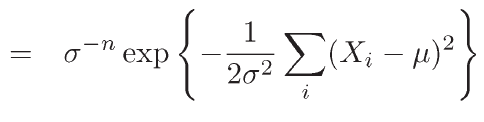 = σ^{-n} exp { -\frac{1}{2σ^2} \sum_i (X_i - μ)^2 }